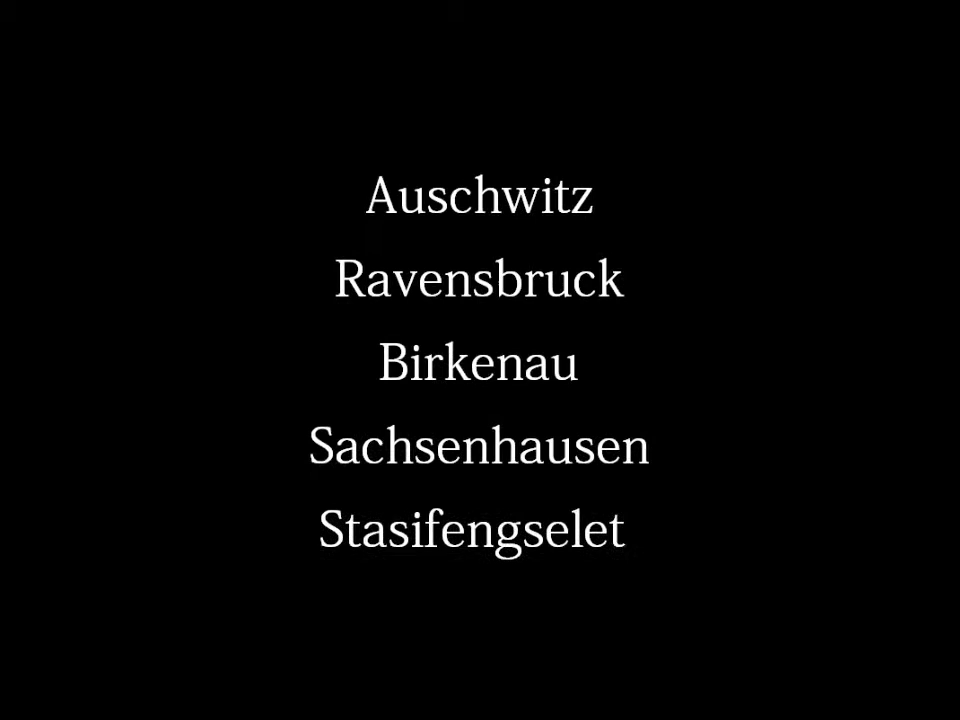 Auschwitz
Ravensbruck
Birkenau
Sachsenhausen
Stasifengselet